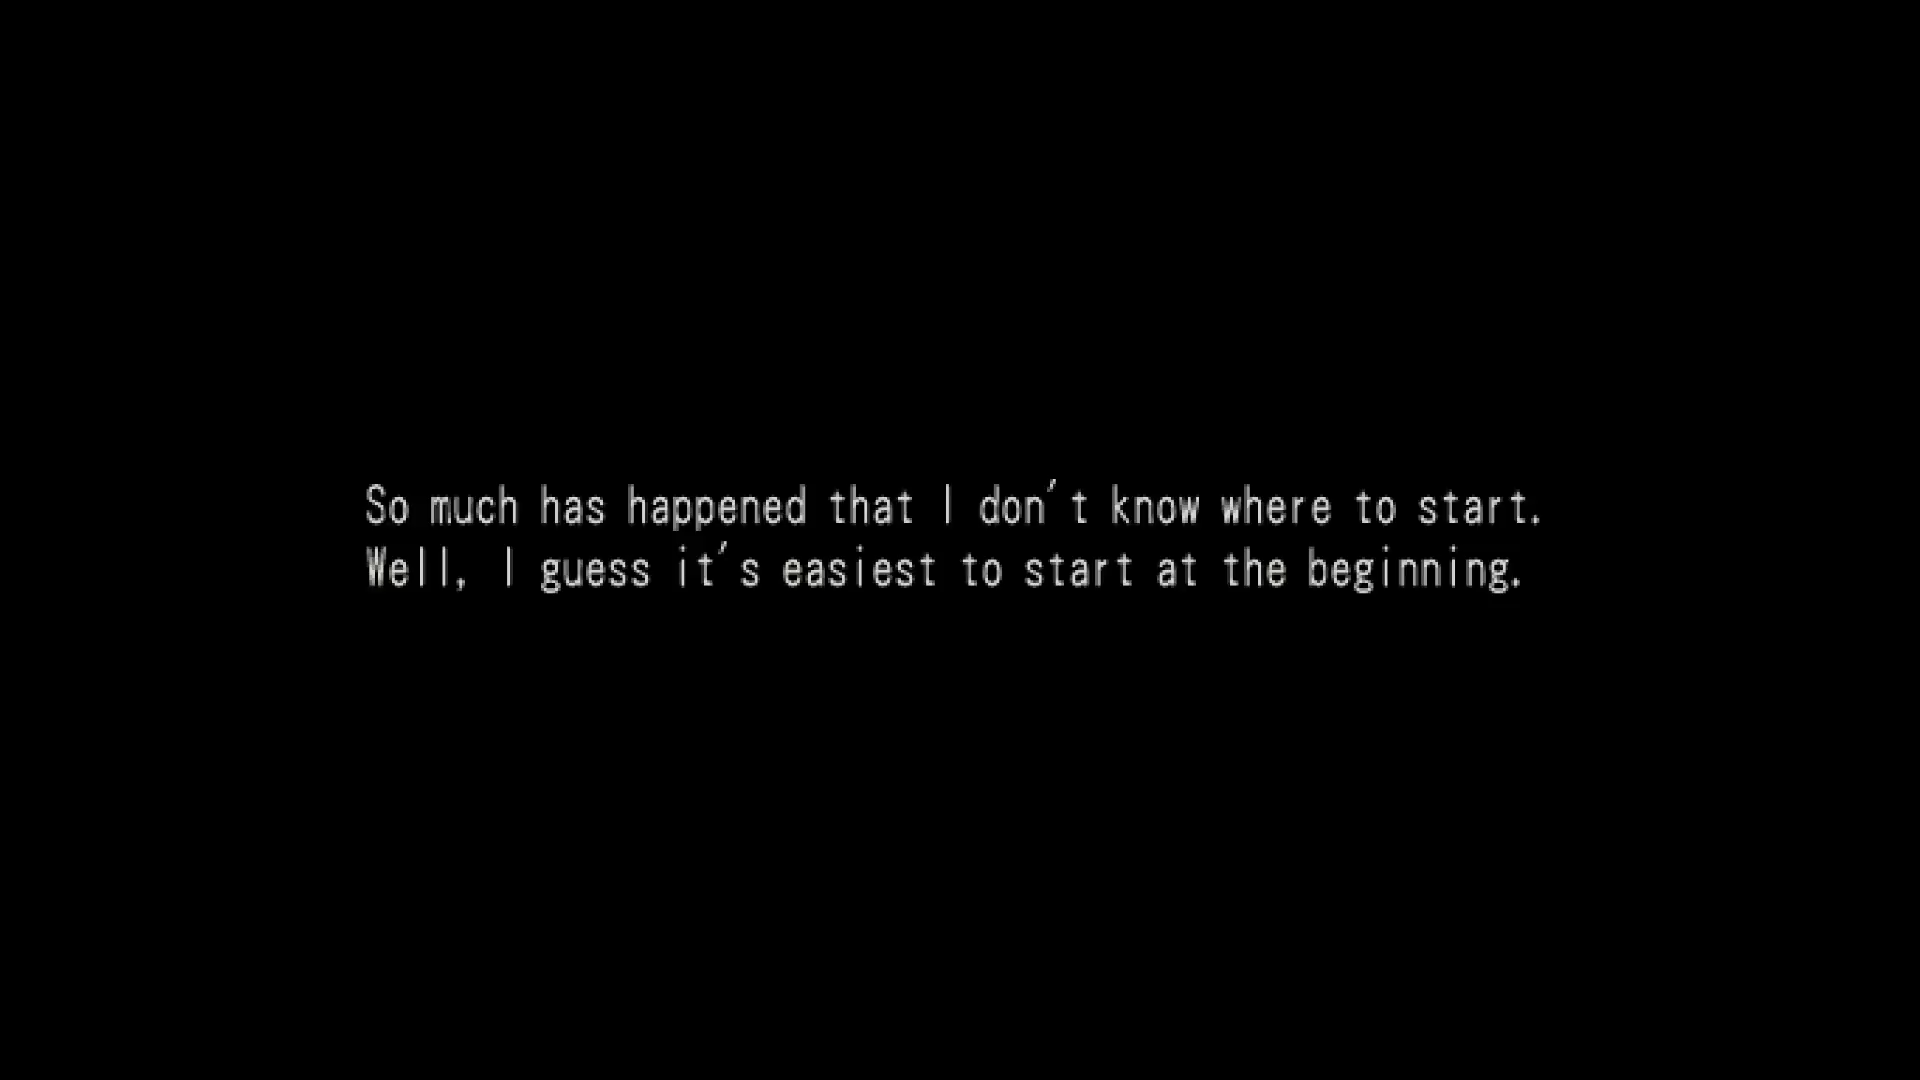 So much has happened that I don't know where to start.
Well, I guess it's easiest to start at the beginning.